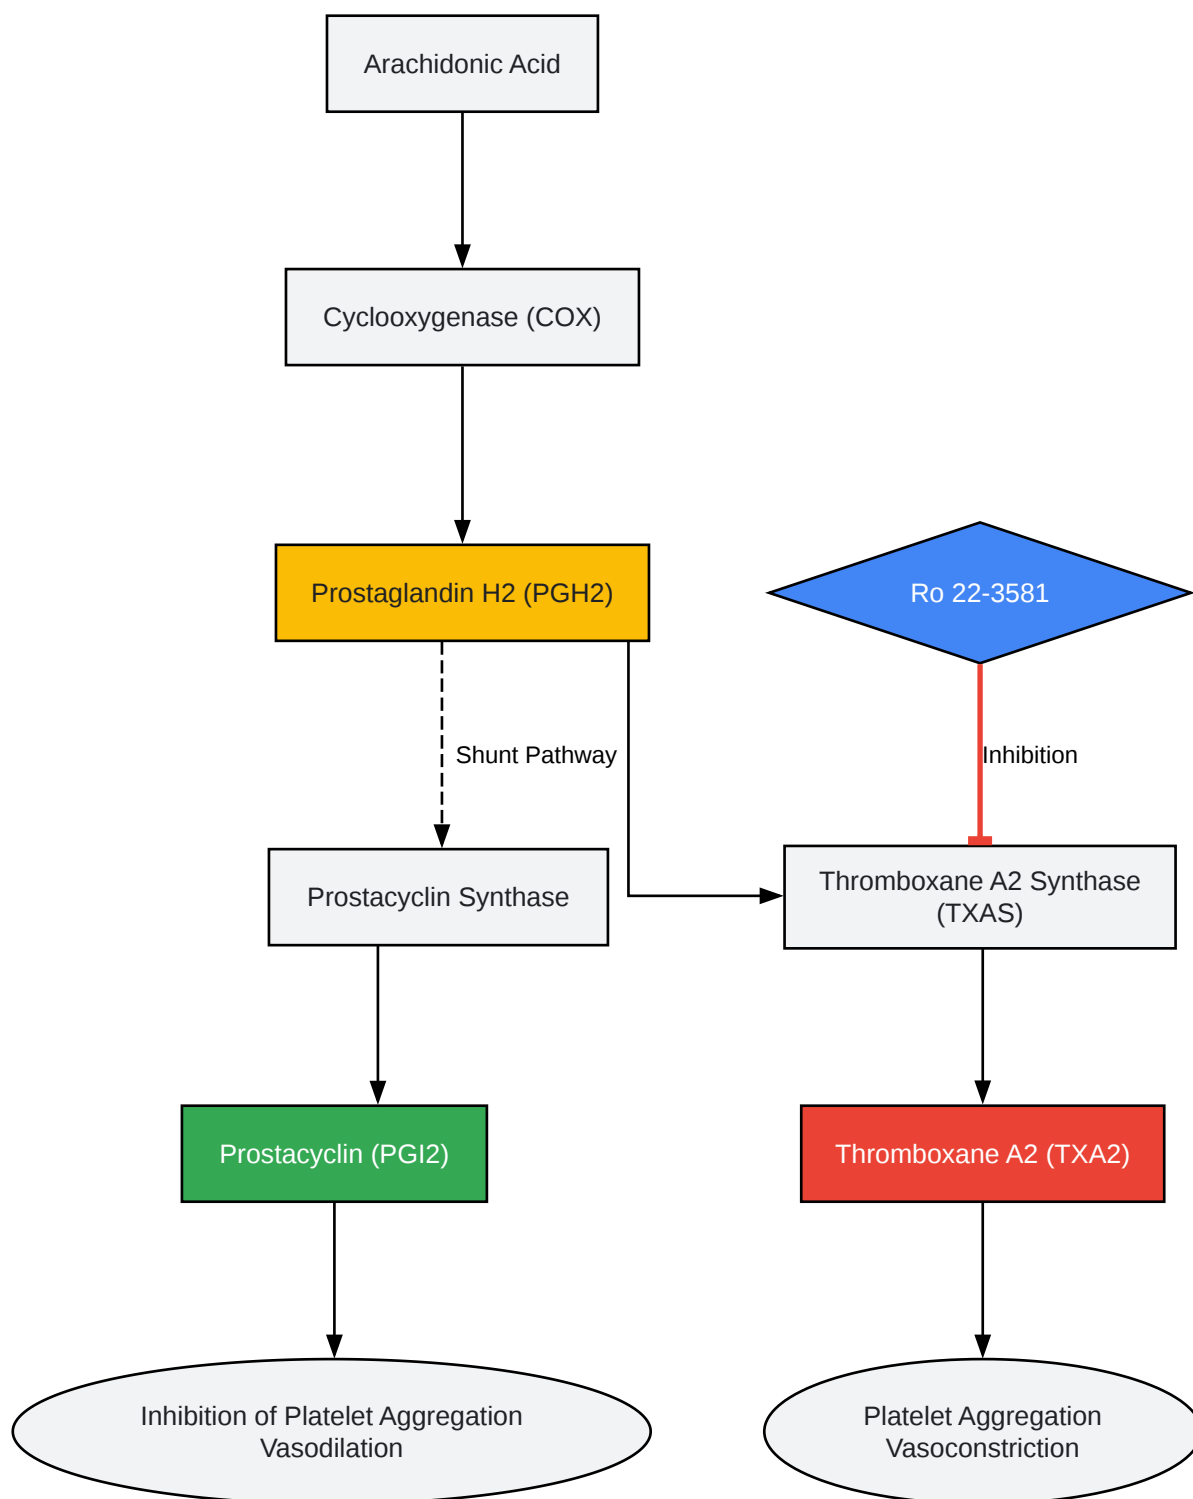 Arachidonic Acid
Cyclooxygenase (COX)
Prostaglandin H2 (PGH2)
Ro 22-3581
Shunt Pathway
Inhibition
Prostacyclin Synthase
Thromboxane A2 Synthase
(TXAS)
Prostacyclin (PGI2)
Thromboxane A2 (TXA2)
Inhibition of Platelet Aggregation
Vasodilation
Platelet Aggregation
Vasoconstriction